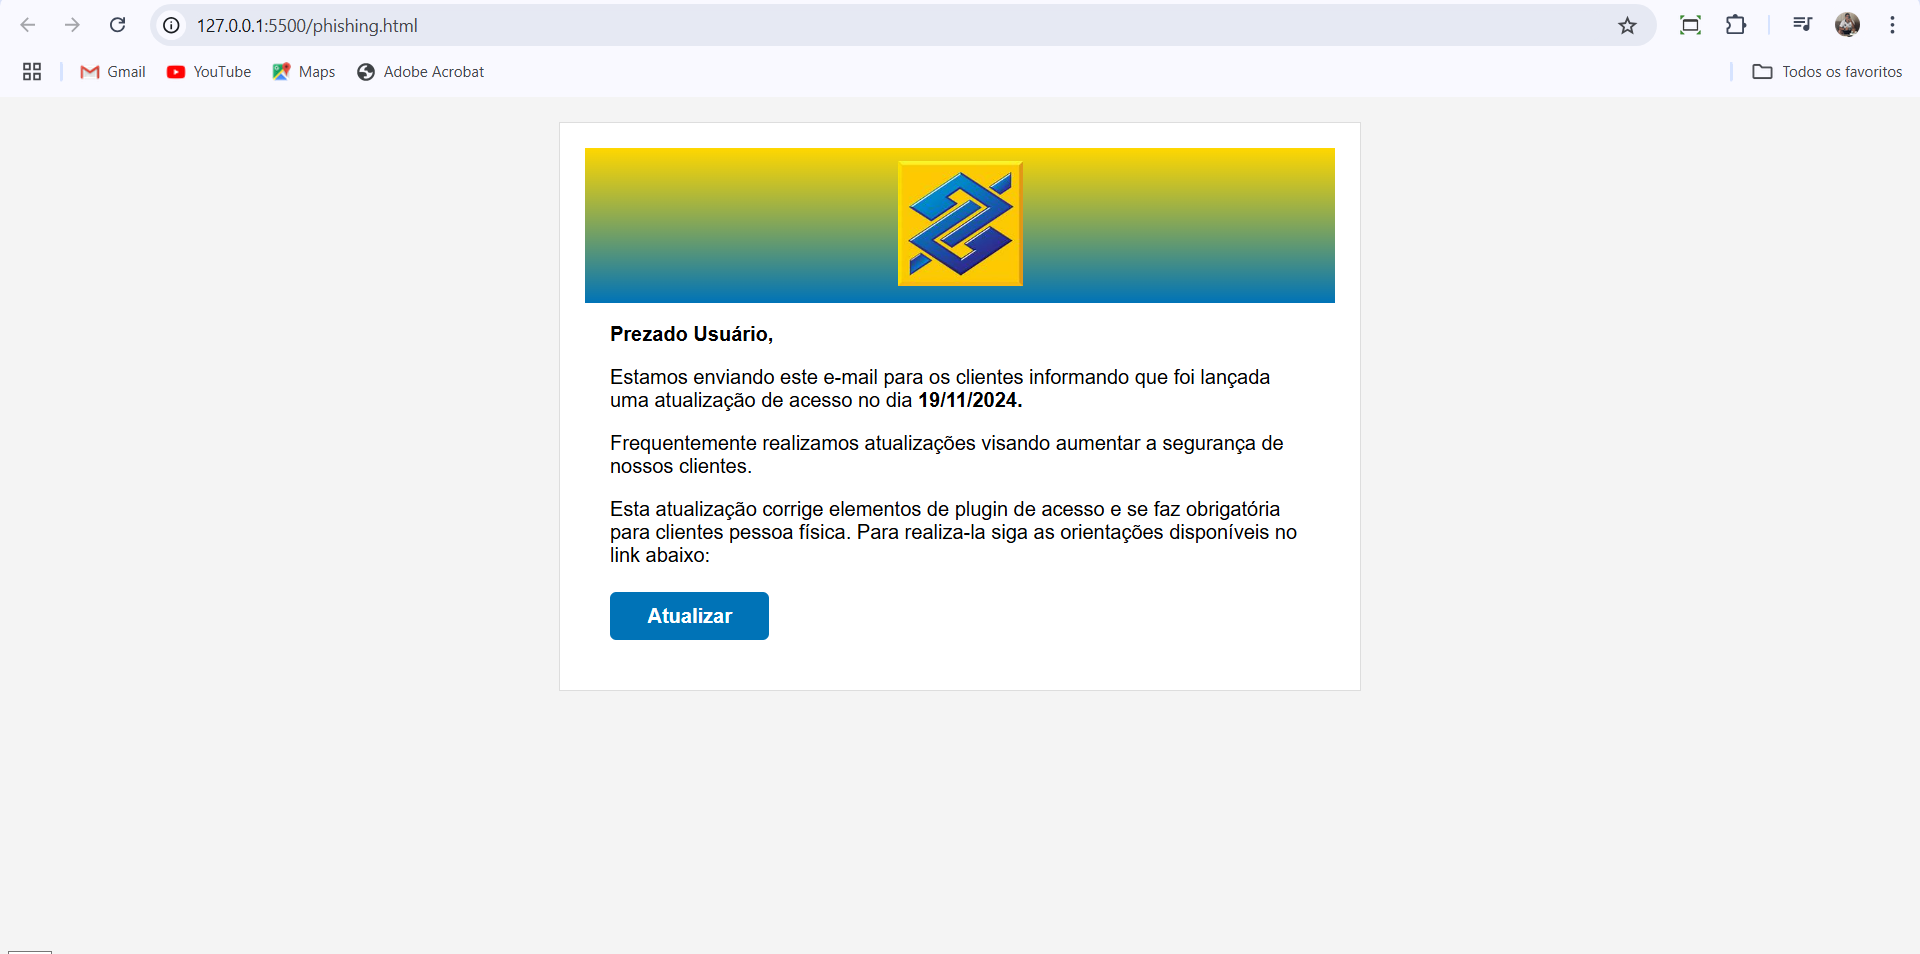 127.0.0.1:5500/phishing.html
Gmail YouTube Maps Adobe Acrobat Todos os favoritos
Prezado Usuário,
Estamos enviando este e-mail para os clientes informando que foi lançada
uma atualização de acesso no dia 19/11/2024.
Frequentemente realizamos atualizações visando aumentar a segurança de
nossos clientes.
Esta atualização corrige elementos de plugin de acesso e se faz obrigatória
para clientes pessoa física. Para realiza-la siga as orientações disponíveis no
link abaixo:
Atualizar